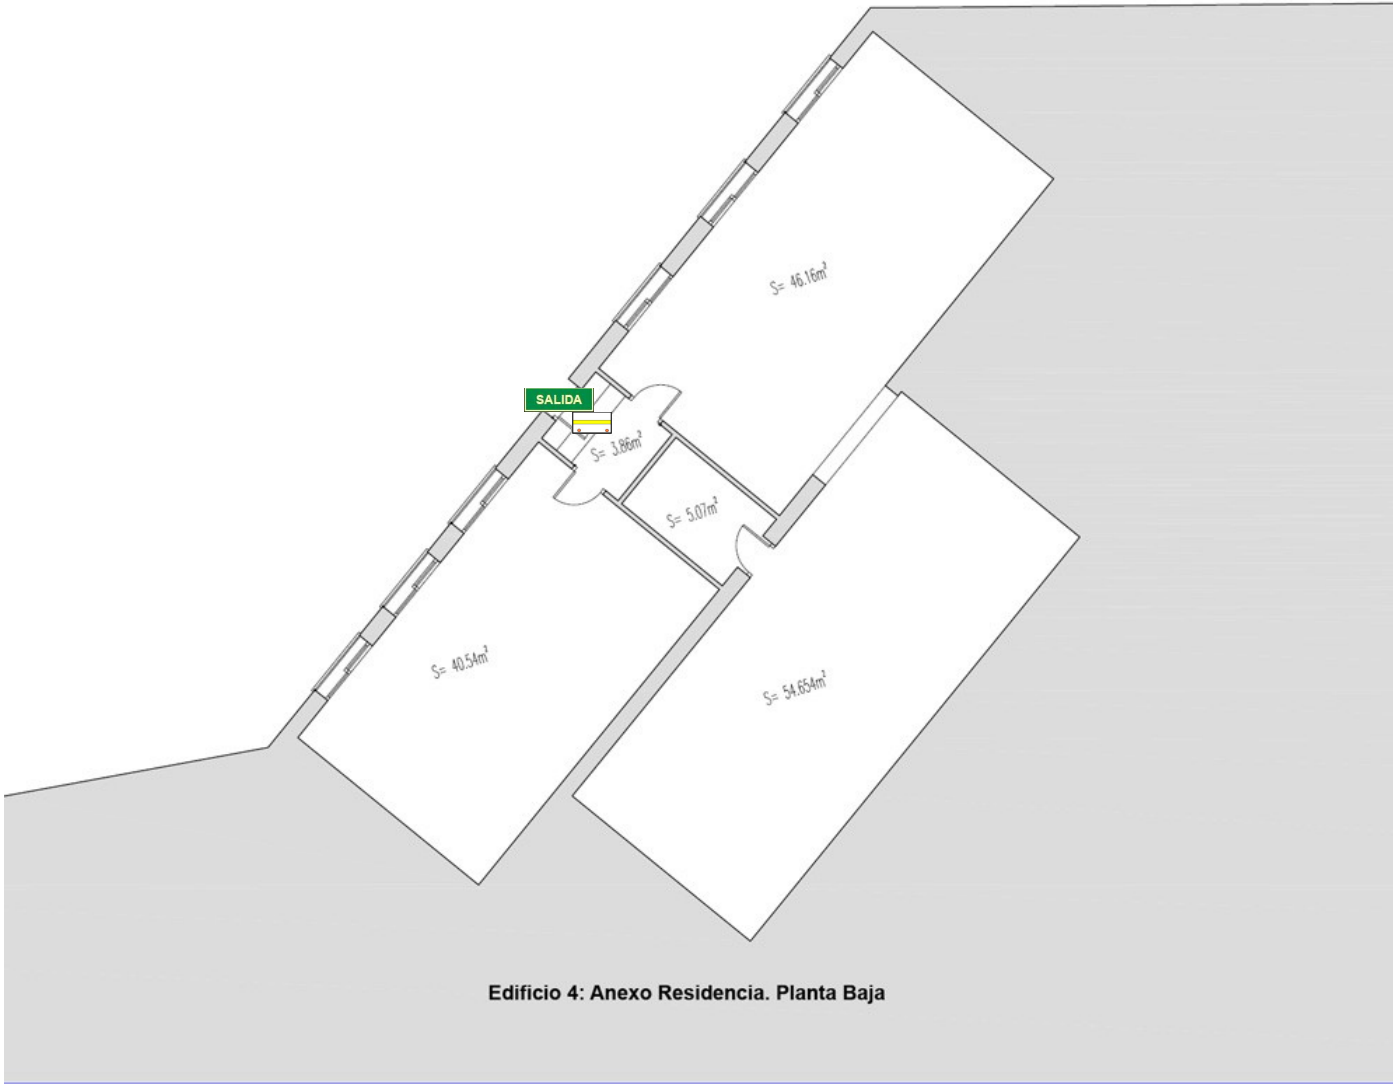 S= 46.16m²
SALIDA
S= 3.86m²
S= 5.07m²
S= 40.54m²
S= 54.654m²
Edificio 4: Anexo Residencia. Planta Baja